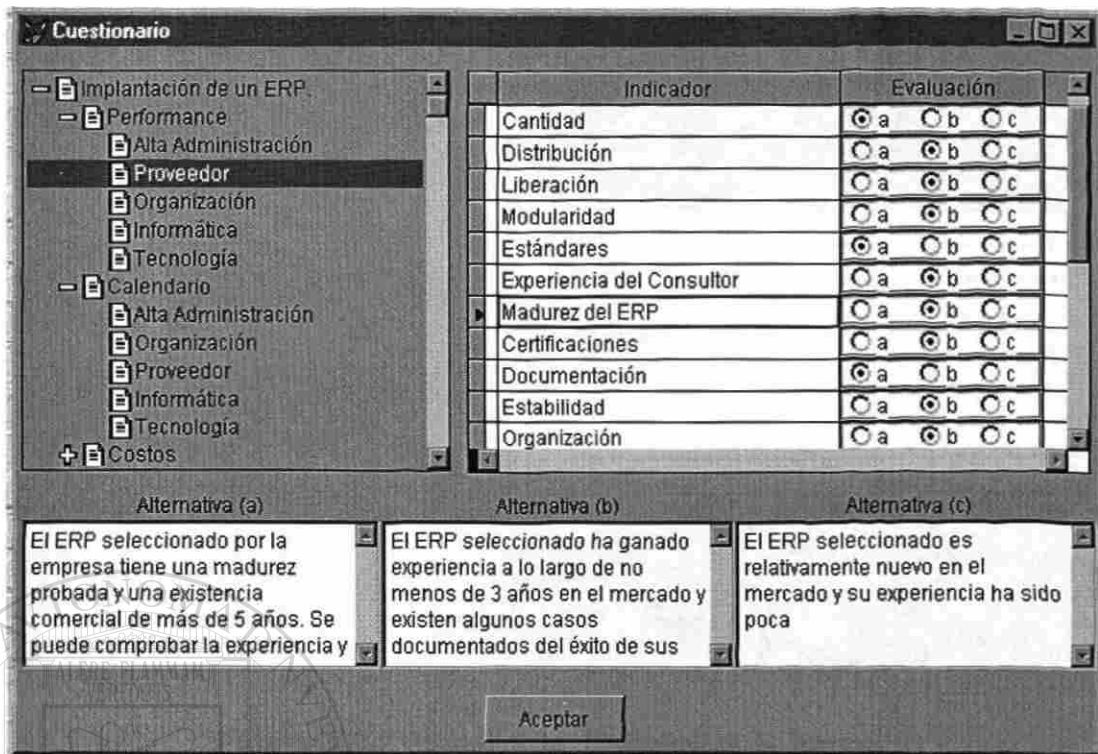 Cuestionario
Implantación de un ERP.
Performance
Alta Administración
Proveedor
Organización
Informática
Tecnología
Calendario
Alta Administración
Organización
Proveedor
Informática
Tecnología
Costos
Indicador Evaluación
Cantidad a b c
Distribución a b c
Liberación a b c
Modularidad a b c
Estándares a b c
Experiencia del Consultor a b c
Madurez del ERP a b c
Certificaciones a b c
Documentación a b c
Estabilidad a b c
Organización a b c
Alternativa (a)
El ERP seleccionado por la
empresa tiene una madurez
probada y una existencia
comercial de más de 5 años. Se
puede comprobar la experiencia y
Alternativa (b)
El ERP seleccionado ha ganado
experiencia a lo largo de no
menos de 3 años en el mercado y
existen algunos casos
documentados del éxito de sus
Alternativa (c)
El ERP seleccionado es
relativamente nuevo en el
mercado y su experiencia ha sido
poca
ALERE FLAMMAM
VERITATIS
Aceptar